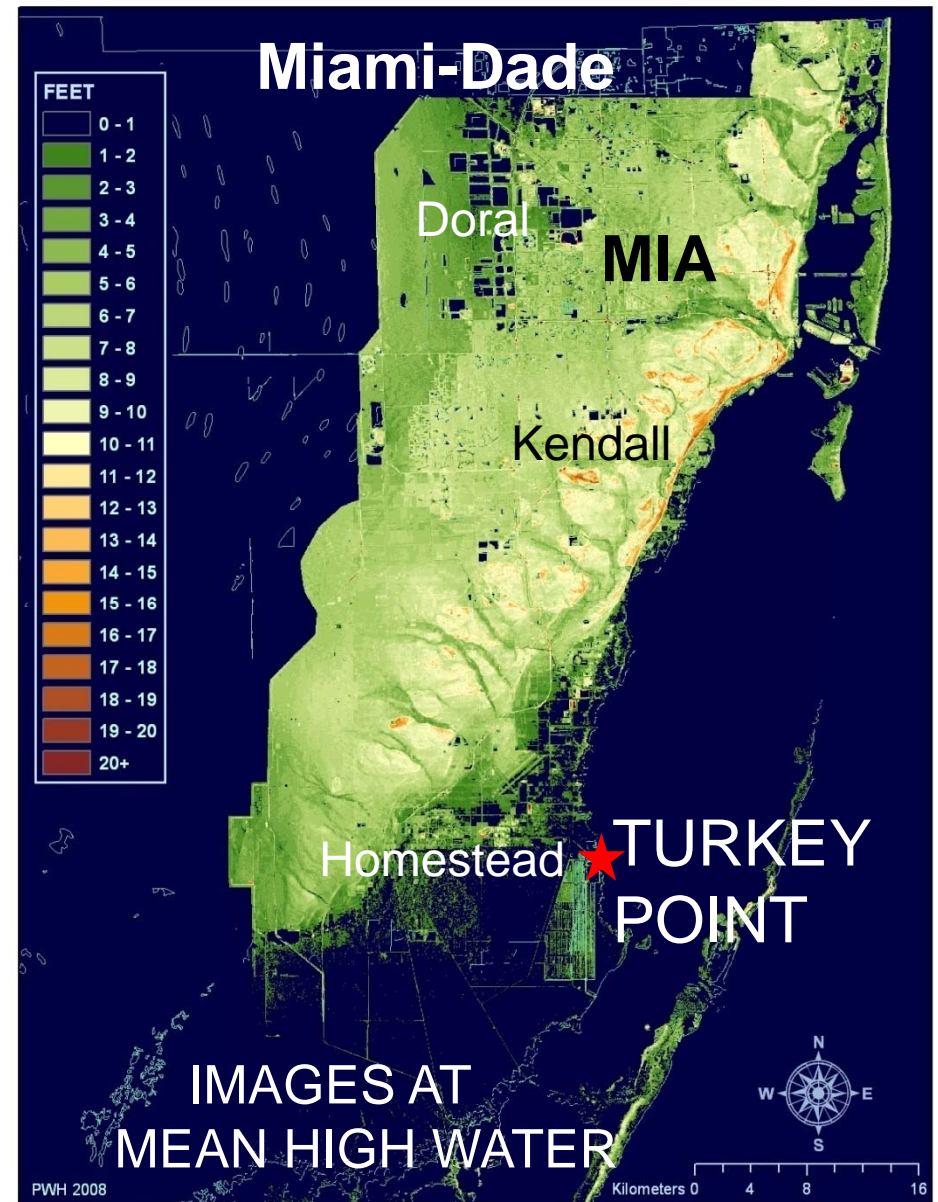 Miami-Dade
FEET
0 - 1
1 - 2
2 - 3
3 - 4
4 - 5
5 - 6
6 - 7
7 - 8
8 - 9
9 - 10
10 - 11
11 - 12
12 - 13
13 - 14
14 - 15
15 - 16
16 - 17
17 - 18
18 - 19
19 - 20
20+
Doral
MIA
Kendall
Homestead
TURKEY
POINT
IMAGES AT
MEAN HIGH WATER
N
W E
S
PWH 2008
Kilometers 0 4 8 16